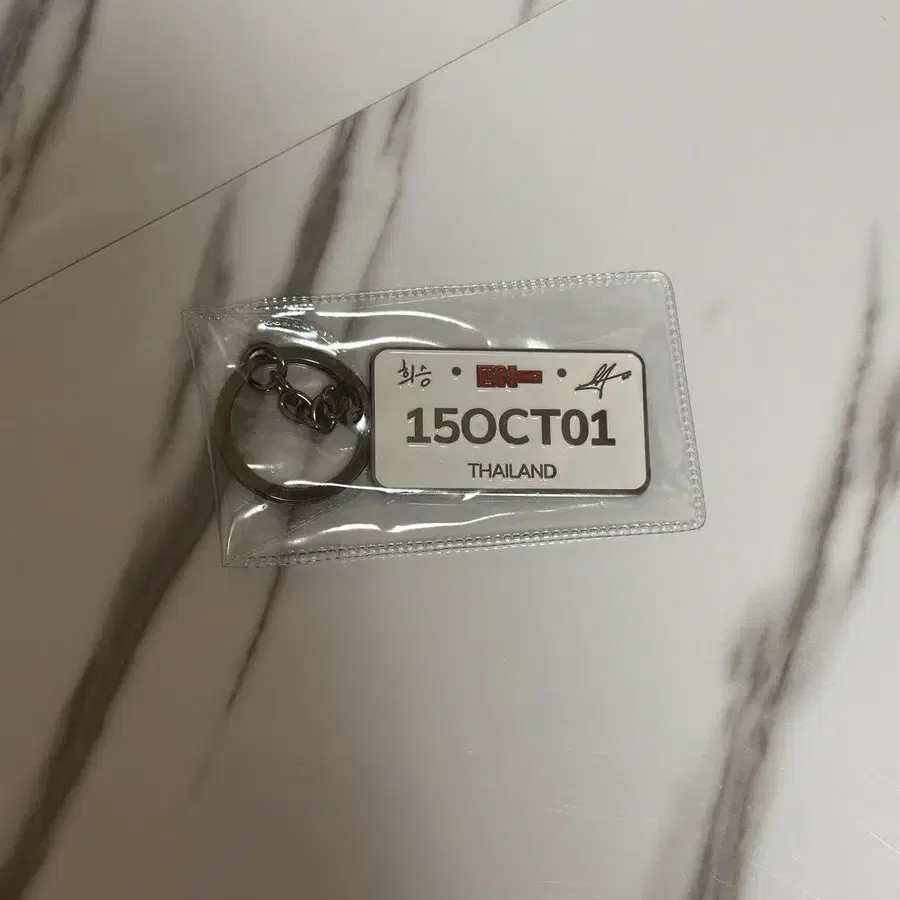 희승 • EN- •
15OCT01
THAILAND